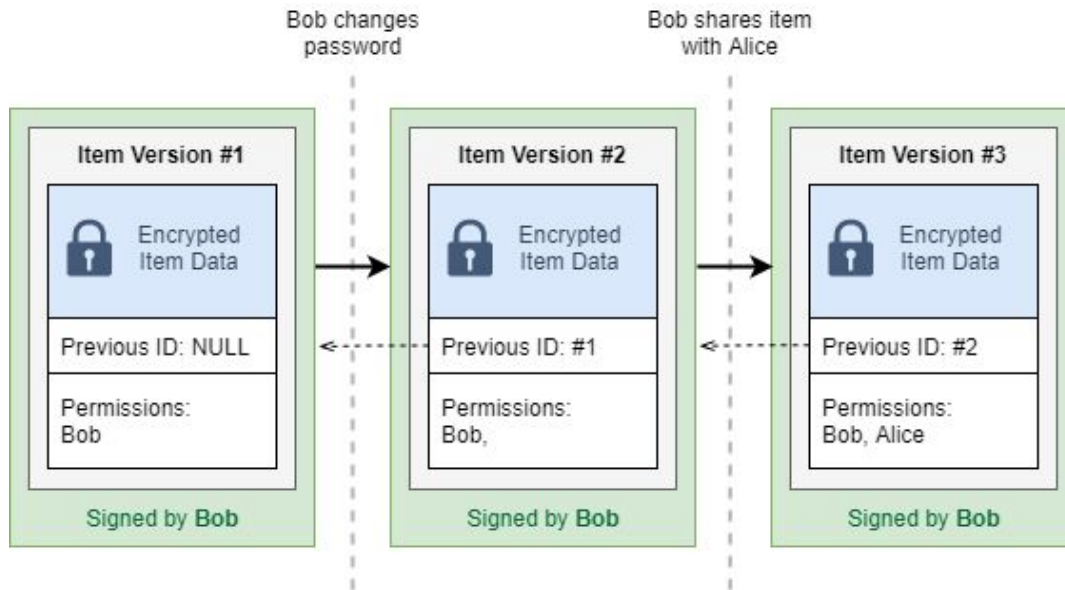 Bob changes
password
Bob shares item
with Alice
Item Version #1
Encrypted
Item Data
Previous ID: NULL
Permissions:
Bob
Signed by Bob
Item Version #2
Encrypted
Item Data
Previous ID: #1
Permissions:
Bob,
Signed by Bob
Item Version #3
Encrypted
Item Data
Previous ID: #2
Permissions:
Bob, Alice
Signed by Bob